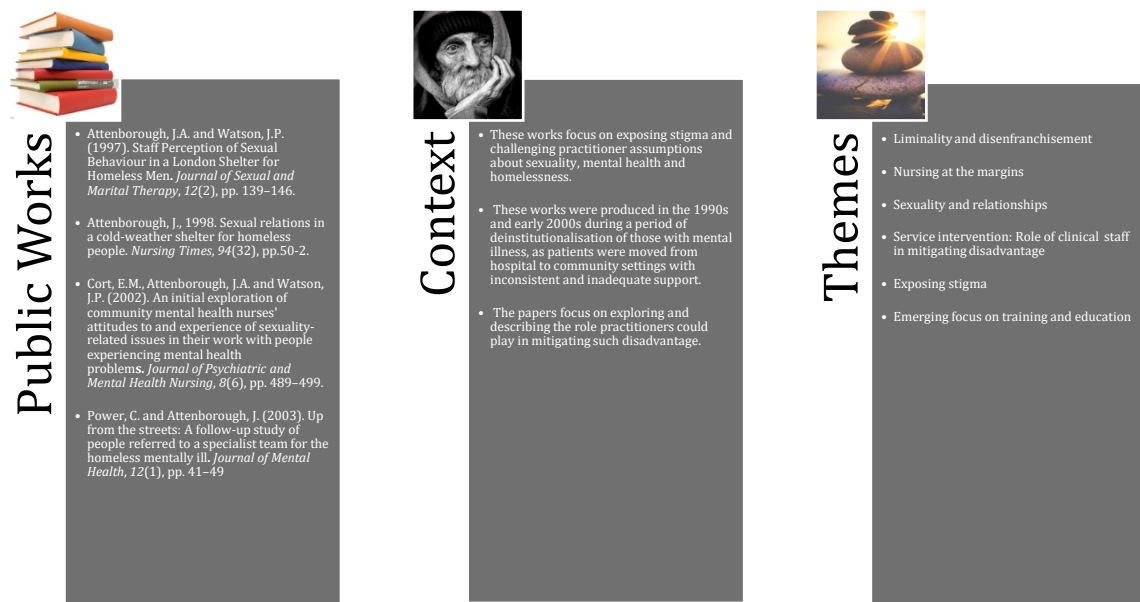 Public Works
• Attenborough, J.A. and Watson, J.P.
(1997). Staff Perception of Sexual
Behaviour in a London Shelter for
Homeless Men. Journal of Sexual and
Marital Therapy, 12(2), pp. 139–146.
• Attenborough, J., 1998. Sexual relations in
a cold-weather shelter for homeless
people. Nursing Times, 94(32), pp.50-2.
• Cort, E.M., Attenborough, J.A. and Watson,
J.P. (2002). An initial exploration of
community mental health nurses'
attitudes to and experience of sexuality-
related issues in their work with people
experiencing mental health
problems. Journal of Psychiatric and
Mental Health Nursing, 8(6), pp. 489–499.
• Power, C. and Attenborough, J. (2003). Up
from the streets: A follow-up study of
people referred to a specialist team for the
homeless mentally ill. Journal of Mental
Health, 12(1), pp. 41–49
Context
• These works focus on exposing stigma and
challenging practitioner assumptions
about sexuality, mental health and
homelessness.
• These works were produced in the 1990s
and early 2000s during a period of
deinstitutionalisation of those with mental
illness, as patients were moved from
hospital to community settings with
inconsistent and inadequate support.
• The papers focus on exploring and
describing the role practitioners could
play in mitigating such disadvantage.
Themes
• Liminality and disenfranchisement
• Nursing at the margins
• Sexuality and relationships
• Service intervention: Role of clinical staff
in mitigating disadvantage
• Exposing stigma
• Emerging focus on training and education